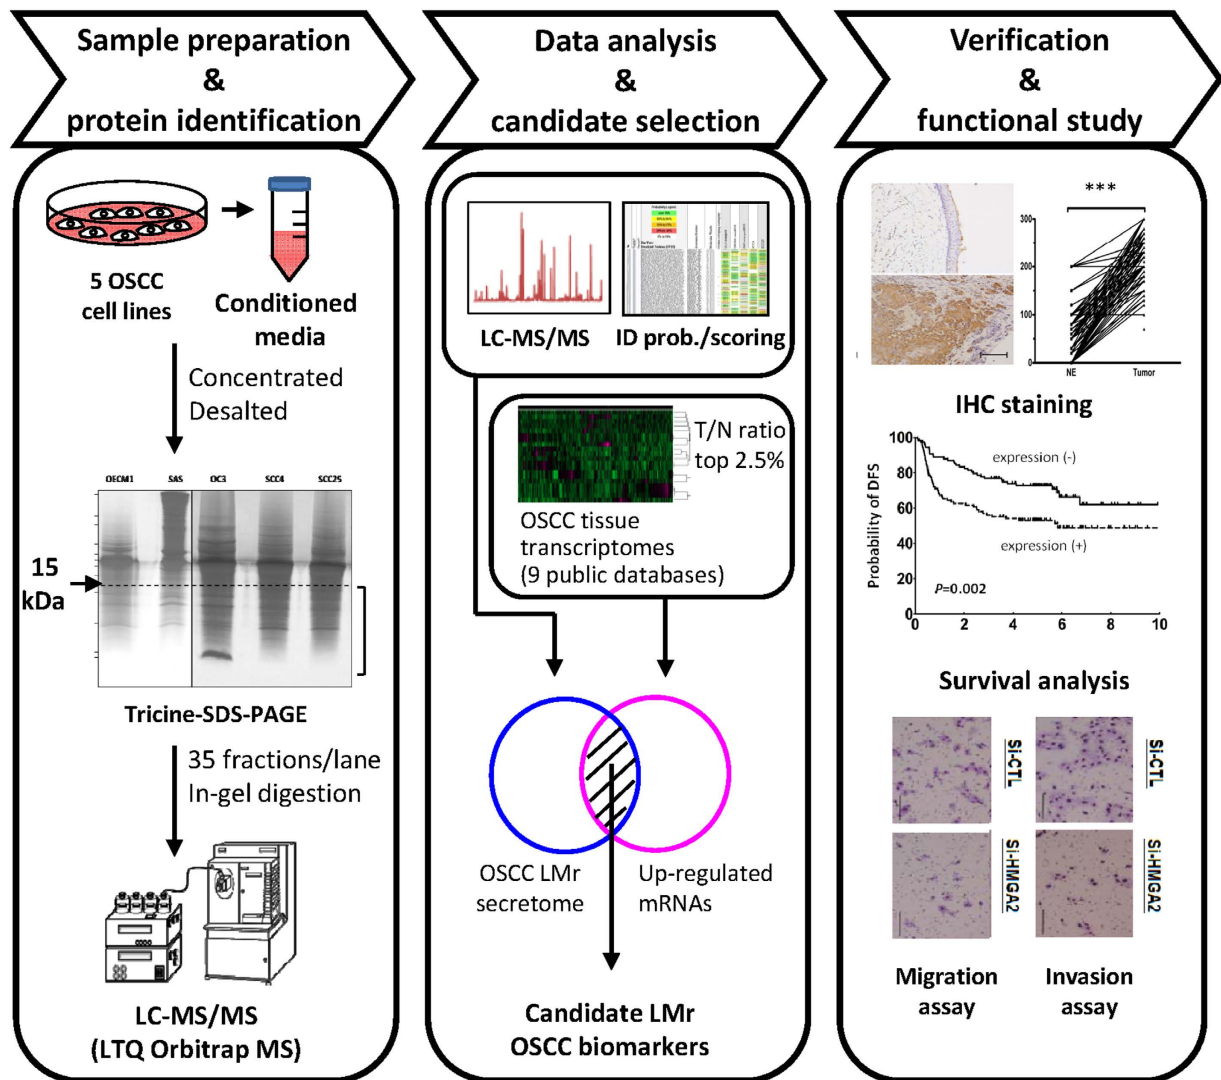 Sample preparation
&
protein identification
5 OSCC
cell lines
Conditioned
media
Concentrated
Desalted
OECM1 SAS OC3 SCC4 SCC25
15
kDa
Tricine-SDS-PAGE
35 fractions/lane
In-gel digestion
LC-MS/MS
(LTQ Orbitrap MS)
Data analysis
&
candidate selection
LC-MS/MS
ID prob./scoring
T/N ratio
top 2.5%
OSCC tissue
transcriptomes
(9 public databases)
OSCC LMr
secretome
Up-regulated
mRNAs
Candidate LMr
OSCC biomarkers
Verification
&
functional study
***
300
200
100
0
NE Tumor
IHC staining
Probability of DFS
100
80
60
40
20
0
0 2 4 6 8 10
expression (-)
expression (+)
P=0.002
Survival analysis
Si-CTL
Si-CTL
Si-HMGA2
Si-HMGA2
Migration
assay
Invasion
assay